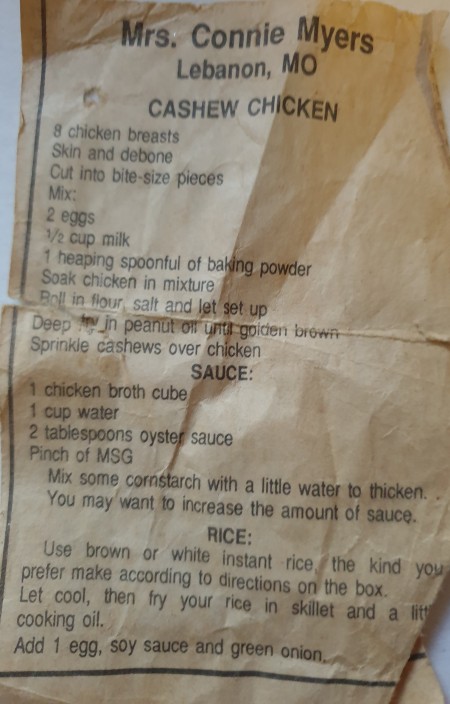 Mrs. Connie Myers
Lebanon, MO
CASHEW CHICKEN
8 chicken breasts
Skin and debone
Cut into bite-size pieces
Mix:
2 eggs
1/2 cup milk
1 heaping spoonful of baking powder
Soak chicken in mixture
Roll in flour, salt and let set up
Deep fry in peanut oil until golden brown
Sprinkle cashews over chicken
SAUCE:
1 chicken broth cube
1 cup water
2 tablespoons oyster sauce
Pinch of MSG
Mix some cornstarch with a little water to thicken.
You may want to increase the amount of sauce.
RICE:
Use brown or white instant rice, the kind you
prefer make according to directions on the box.
Let cool, then fry your rice in skillet and a litt
cooking oil.
Add 1 egg, soy sauce and green onion.